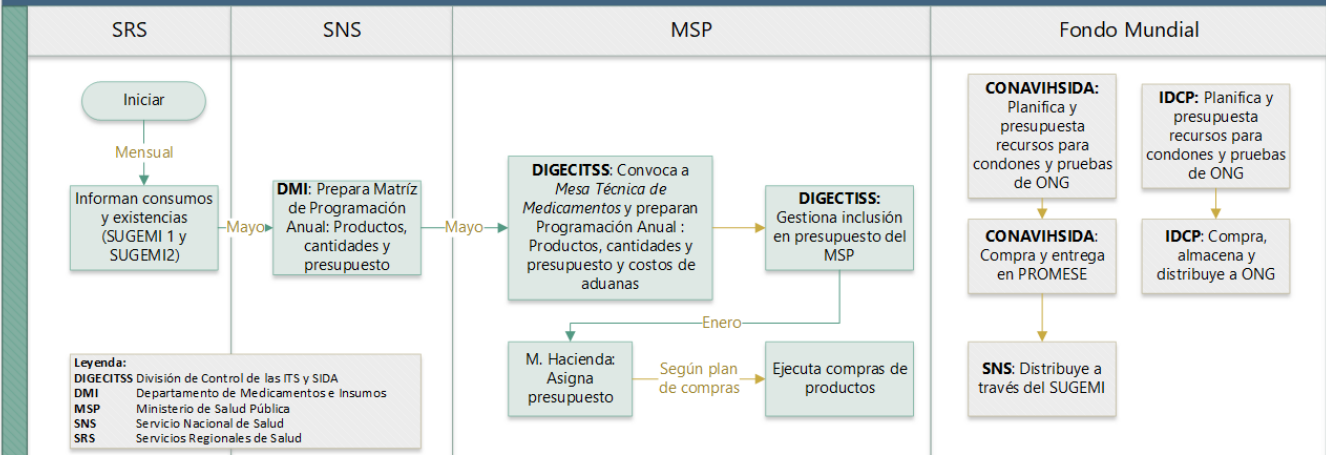 SRS
SNS
MSP
Fondo Mundial
Iniciar
Mensual
Informan consumos
y existencias
(SUGEMI 1 y
SUGEMI2)
Mayo
DMI: Prepara Matríz
de Programación
Anual: Productos,
cantidades y
presupuesto
Mayo
DIGECITSS: Convoca a
Mesa Técnica de
Medicamentos y preparan
Programación Anual :
Productos, cantidades y
presupuesto y costos de
aduanas
DIGECTISS:
Gestiona inclusión
en presupuesto del
MSP
Enero
M. Hacienda:
Asigna
presupuesto
Según plan
de compras
Ejecuta compras de
productos
CONAVIHSIDA:
Planifica y
presupuesta
recursos para
condones y pruebas
de ONG
CONAVIHSIDA:
Compra y entrega
en PROMESE
SNS: Distribuye a
través del SUGEMI
IDCP: Planifica y
presupuesta
recursos para
condones y pruebas
de ONG
IDCP: Compra,
almacena y
distribuye a ONG
Leyenda:
DIGECITSS División de Control de las ITS y SIDA
DMI Departamento de Medicamentos e Insumos
MSP Ministerio de Salud Pública
SNS Servicio Nacional de Salud
SRS Servicios Regionales de Salud